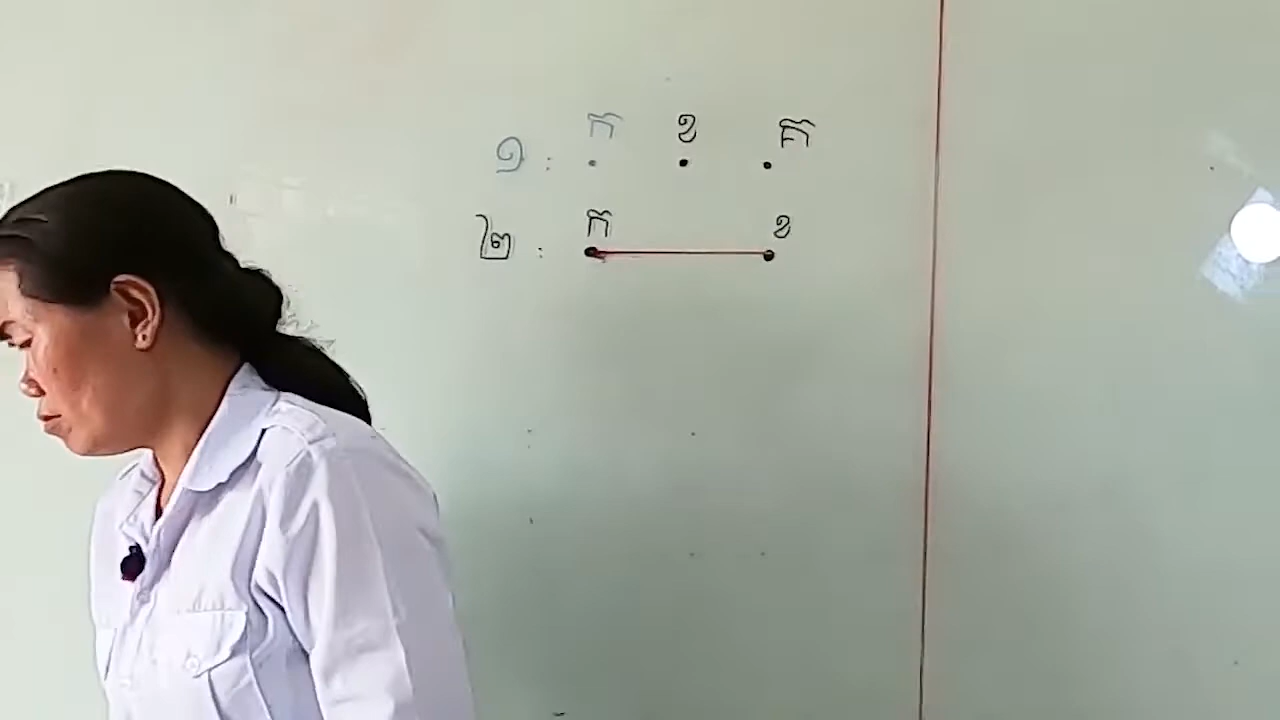 ១ : ក ខ គ
២ : ក ខ